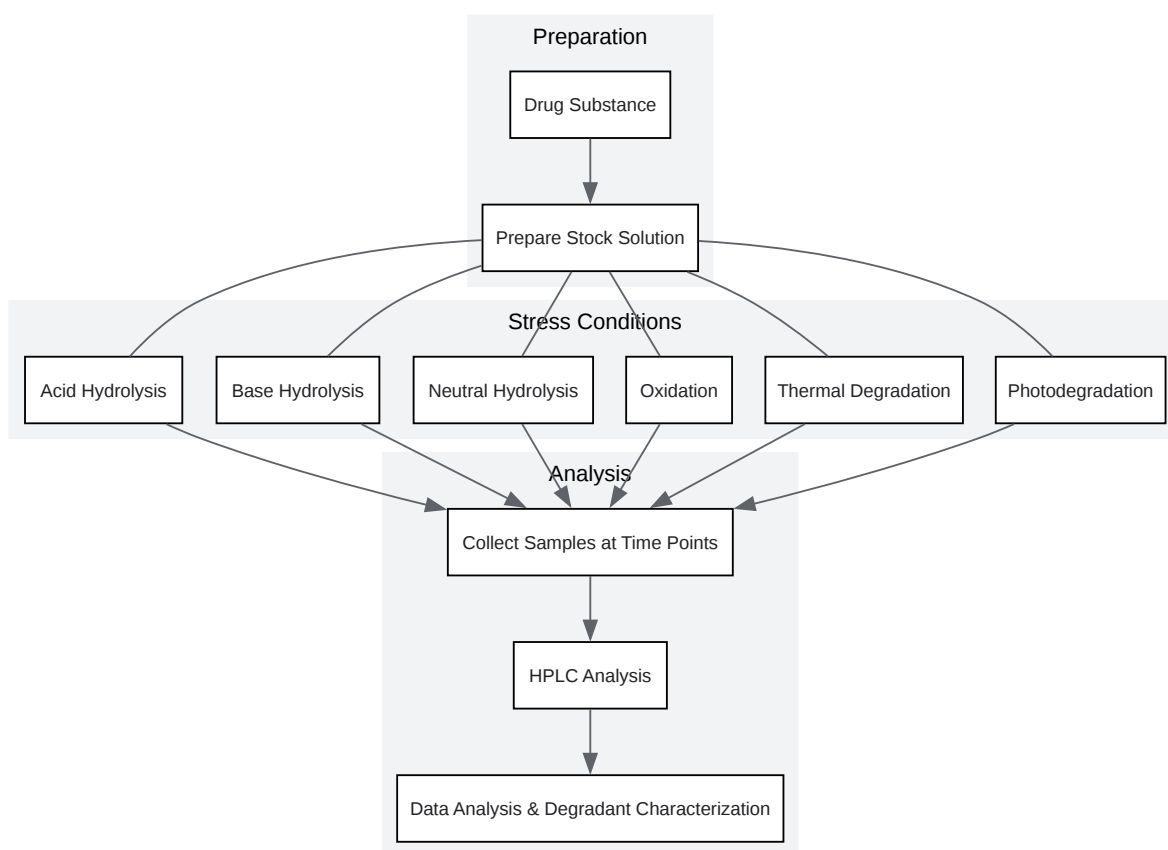 Preparation
Drug Substance
Prepare Stock Solution
Stress Conditions
Acid Hydrolysis
Base Hydrolysis
Neutral Hydrolysis
Oxidation
Thermal Degradation
Photodegradation
Analysis
Collect Samples at Time Points
HPLC Analysis
Data Analysis & Degradant Characterization